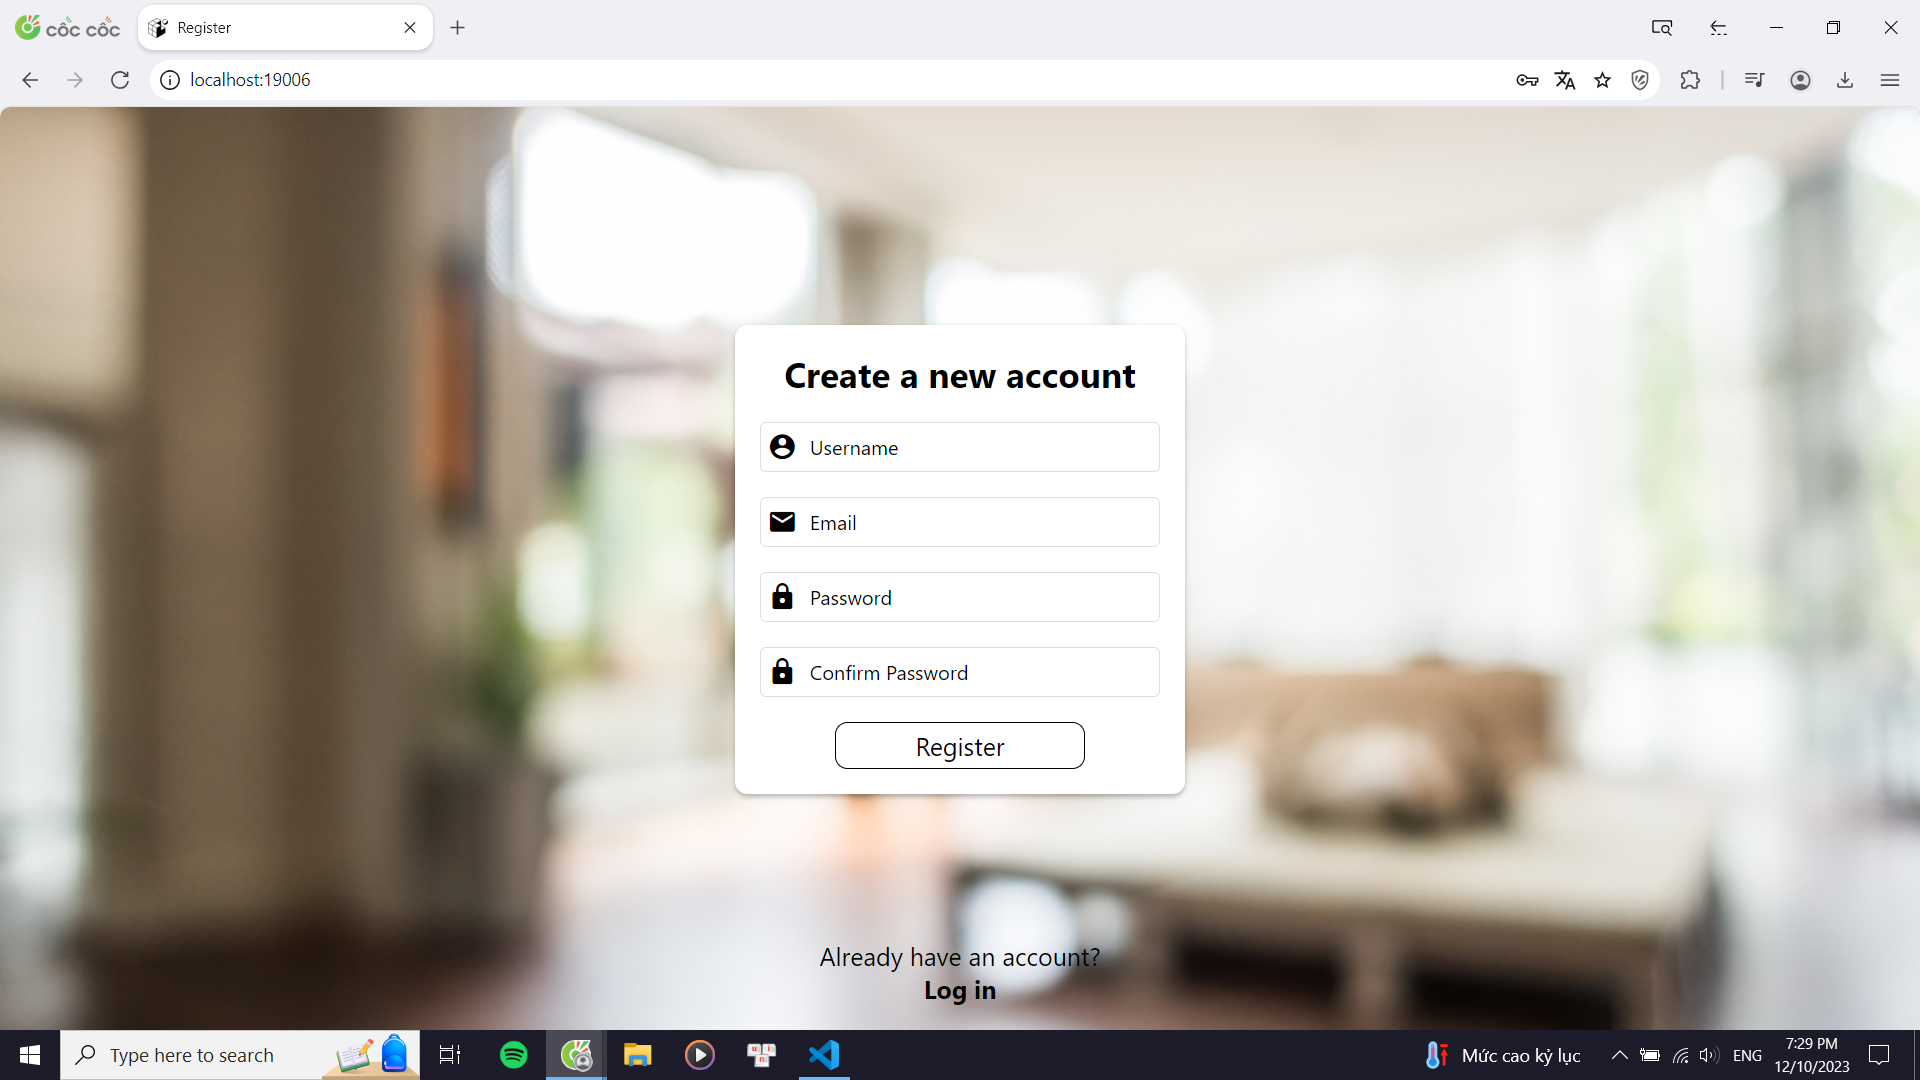 cốc cốc
Register
localhost:19006
Create a new account
Username
Email
Password
Confirm Password
Register
Already have an account?
Log in
Type here to search
Mức cao kỷ lục
ENG
7:29 PM
12/10/2023